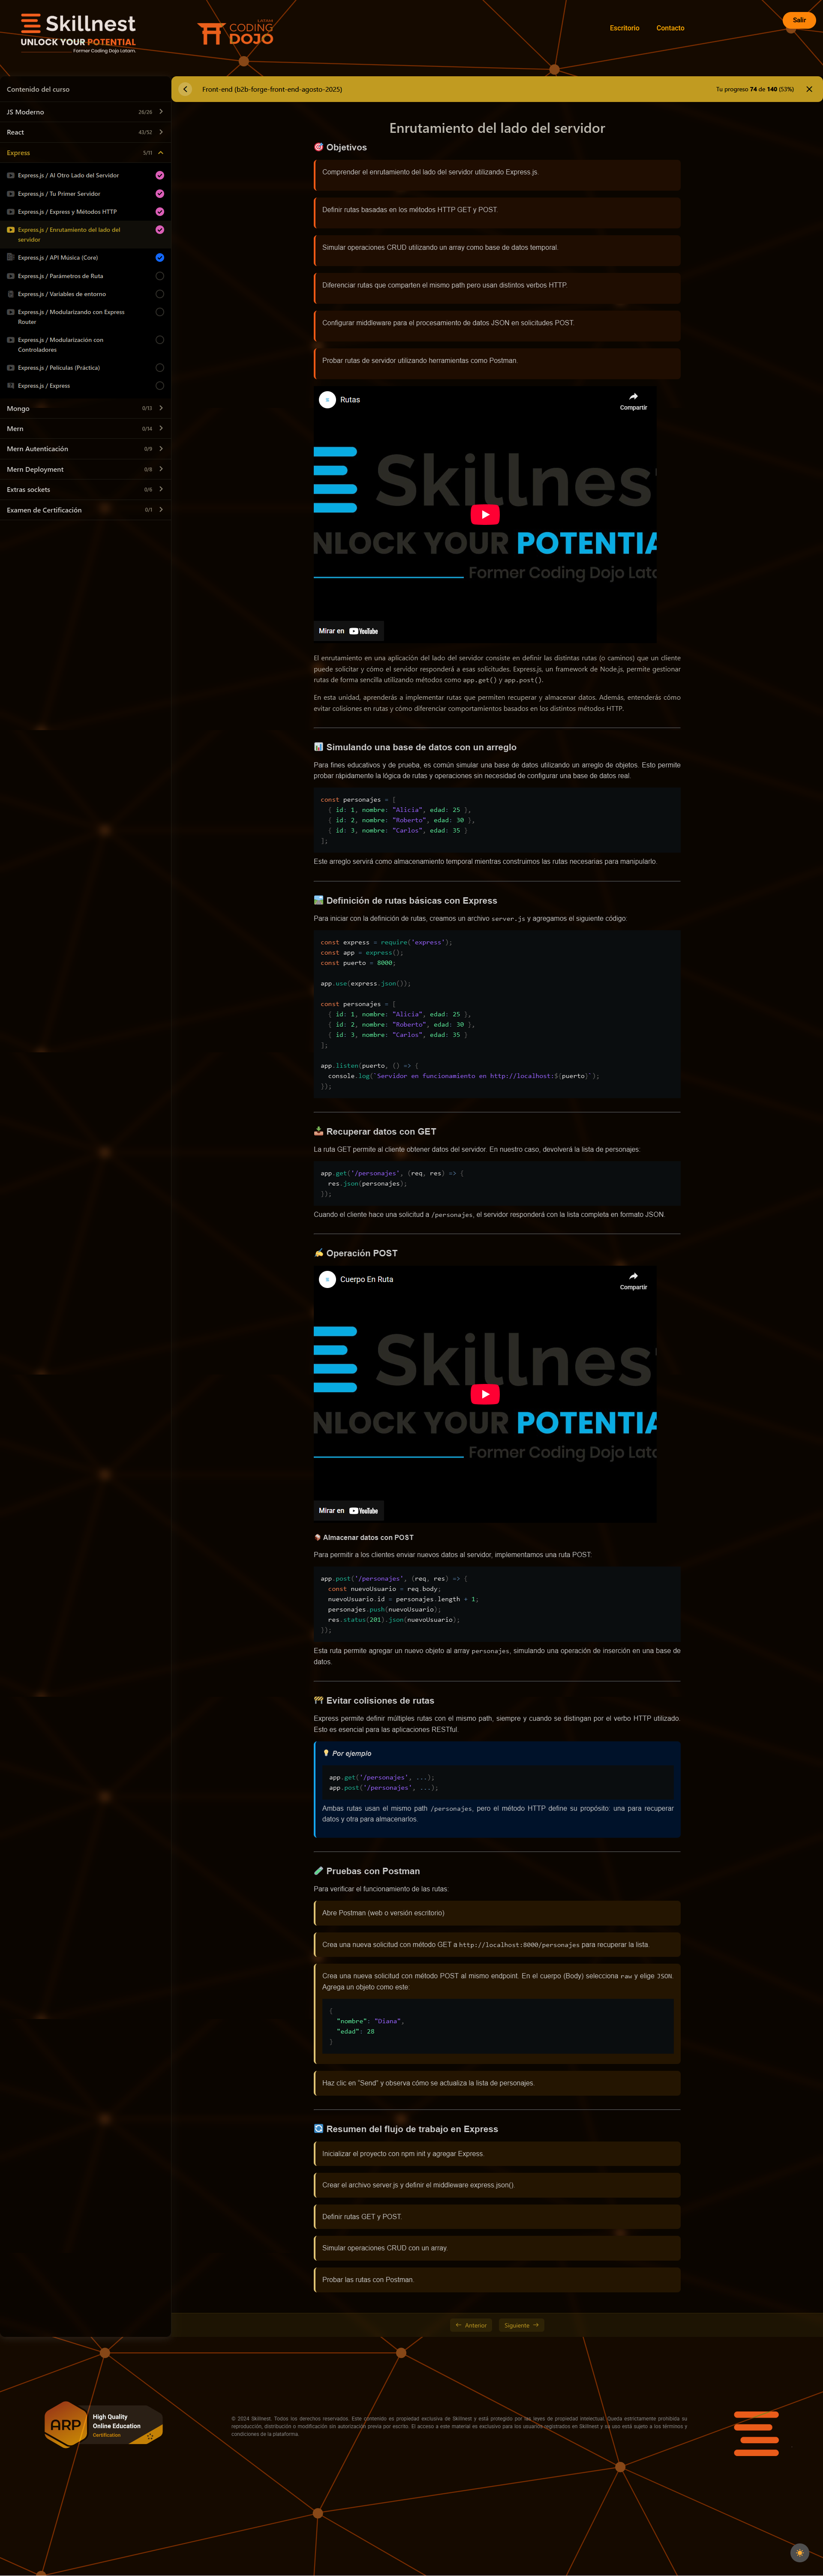 Skillnest
UNLOCK YOUR POTENTIAL
Former Coding Dojo Latam.
LATAM
CODING
DOJO
Escritorio
Contacto
Salir
Contenido del curso
JS Moderno
26/26
React
43/52
Express
5/11
Express.js / Al Otro Lado del Servidor
Express.js / Tu Primer Servidor
Express.js / Express y Métodos HTTP
Express.js / Enrutamiento del lado del
servidor
Express.js / API Música (Core)
Express.js / Parámetros de Ruta
Express.js / Variables de entorno
Express.js / Modularizando con Express
Router
Express.js / Modularización con
Controladores
Express.js / Películas (Práctica)
Express.js / Express
Mongo
0/13
Mern
0/14
Mern Autenticación
0/9
Mern Deployment
0/8
Extras sockets
0/6
Examen de Certificación
0/1
Front-end (b2b-forge-front-end-agosto-2025)
Tu progreso 74 de 140 (53%)
Enrutamiento del lado del servidor
🎯 Objetivos
Comprender el enrutamiento del lado del servidor utilizando Express.js.
Definir rutas basadas en los métodos HTTP GET y POST.
Simular operaciones CRUD utilizando un array como base de datos temporal.
Diferenciar rutas que comparten el mismo path pero usan distintos verbos HTTP.
Configurar middleware para el procesamiento de datos JSON en solicitudes POST.
Probar rutas de servidor utilizando herramientas como Postman.
Rutas
Compartir
Skillnes
NLOCK YOUR POTENTIA
Former Coding Dojo Lata
Mirar en YouTube
El enrutamiento en una aplicación del lado del servidor consiste en definir las distintas rutas (o caminos) que un cliente
puede solicitar y cómo el servidor responderá a esas solicitudes. Express.js, un framework de Node.js, permite gestionar
rutas de forma sencilla utilizando métodos como app.get() y app.post().
En esta unidad, aprenderás a implementar rutas que permiten recuperar y almacenar datos. Además, entenderás cómo
evitar colisiones en rutas y cómo diferenciar comportamientos basados en los distintos métodos HTTP.
📊 Simulando una base de datos con un arreglo
Para fines educativos y de prueba, es común simular una base de datos utilizando un arreglo de objetos. Esto permite
probar rápidamente la lógica de rutas y operaciones sin necesidad de configurar una base de datos real.
const personajes = [
{ id: 1, nombre: "Alicia", edad: 25 },
{ id: 2, nombre: "Roberto", edad: 30 },
{ id: 3, nombre: "Carlos", edad: 35 }
];
Este arreglo servirá como almacenamiento temporal mientras construimos las rutas necesarias para manipularlo.
Definición de rutas básicas con Express
Para iniciar con la definición de rutas, creamos un archivo server.js y agregamos el siguiente código:
const express = require('express');
const app = express();
const puerto = 8000;
app.use(express.json());
const personajes = [
{ id: 1, nombre: "Alicia", edad: 25 },
{ id: 2, nombre: "Roberto", edad: 30 },
{ id: 3, nombre: "Carlos", edad: 35 }
];
app.listen(puerto, () => {
console.log(`Servidor en funcionamiento en http://localhost:${puerto}`);
});
📥 Recuperar datos con GET
La ruta GET permite al cliente obtener datos del servidor. En nuestro caso, devolverá la lista de personajes:
app.get('/personajes', (req, res) => {
res.json(personajes);
});
Cuando el cliente hace una solicitud a /personajes, el servidor responderá con la lista completa en formato JSON.
✍️ Operación POST
Cuerpo En Ruta
Compartir
Skillnes
NLOCK YOUR POTENTIA
Former Coding Dojo Lata
Mirar en YouTube
Almacenar datos con POST
Para permitir a los clientes enviar nuevos datos al servidor, implementamos una ruta POST:
app.post('/personajes', (req, res) => {
const nuevoUsuario = req.body;
nuevoUsuario.id = personajes.length + 1;
personajes.push(nuevoUsuario);
res.status(201).json(nuevoUsuario);
});
Esta ruta permite agregar un nuevo objeto al array personajes, simulando una operación de inserción en una base de
datos.
🚧 Evitar colisiones de rutas
Express permite definir múltiples rutas con el mismo path, siempre y cuando se distingan por el verbo HTTP utilizado.
Esto es esencial para las aplicaciones RESTful.
💡 Por ejemplo
app.get('/personajes', ...);
app.post('/personajes', ...);
Ambas rutas usan el mismo path /personajes, pero el método HTTP define su propósito: una para recuperar
datos y otra para almacenarlos.
🧪 Pruebas con Postman
Para verificar el funcionamiento de las rutas:
Abre Postman (web o versión escritorio)
Crea una nueva solicitud con método GET a http://localhost:8000/personajes para recuperar la lista.
Crea una nueva solicitud con método POST al mismo endpoint. En el cuerpo (Body) selecciona raw y elige JSON.
Agrega un objeto como este:
{
"nombre": "Diana",
"edad": 28
}
Haz clic en "Send" y observa cómo se actualiza la lista de personajes.
🔄 Resumen del flujo de trabajo en Express
Inicializar el proyecto con npm init y agregar Express.
Crear el archivo server.js y definir el middleware express.json().
Definir rutas GET y POST.
Simular operaciones CRUD con un array.
Probar las rutas con Postman.
← Anterior
Siguiente →
ARP
High Quality
Online Education
Certification
© 2024 Skillnest. Todos los derechos reservados. Este contenido es propiedad exclusiva de Skillnest y está protegido por las leyes de propiedad intelectual. Queda estrictamente prohibida su
reproducción, distribución o modificación sin autorización previa por escrito. El acceso a este material es exclusivo para los usuarios registrados en Skillnest y su uso está sujeto a los términos y
condiciones de la plataforma.